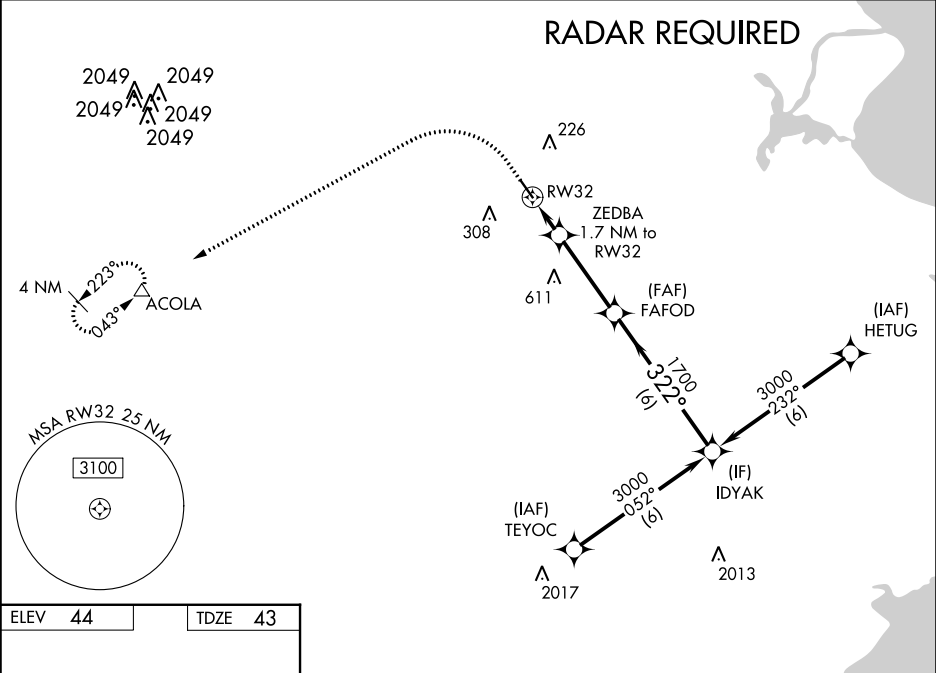 RADAR REQUIRED
2049
2049
2049
2049
2049
226
RW32
308
ZEDBA
1.7 NM to
RW32
611
4 NM
223°
043°
ACOLA
(FAF)
FAFOD
(IAF)
HETUG
1700
322°
(6)
3000
232°
(6)
MSA RW32 25 NM
3100
(IF)
IDYAK
3000
052°
(6)
(IAF)
TEYOC
2017
2013
ELEV 44
TDZE 43